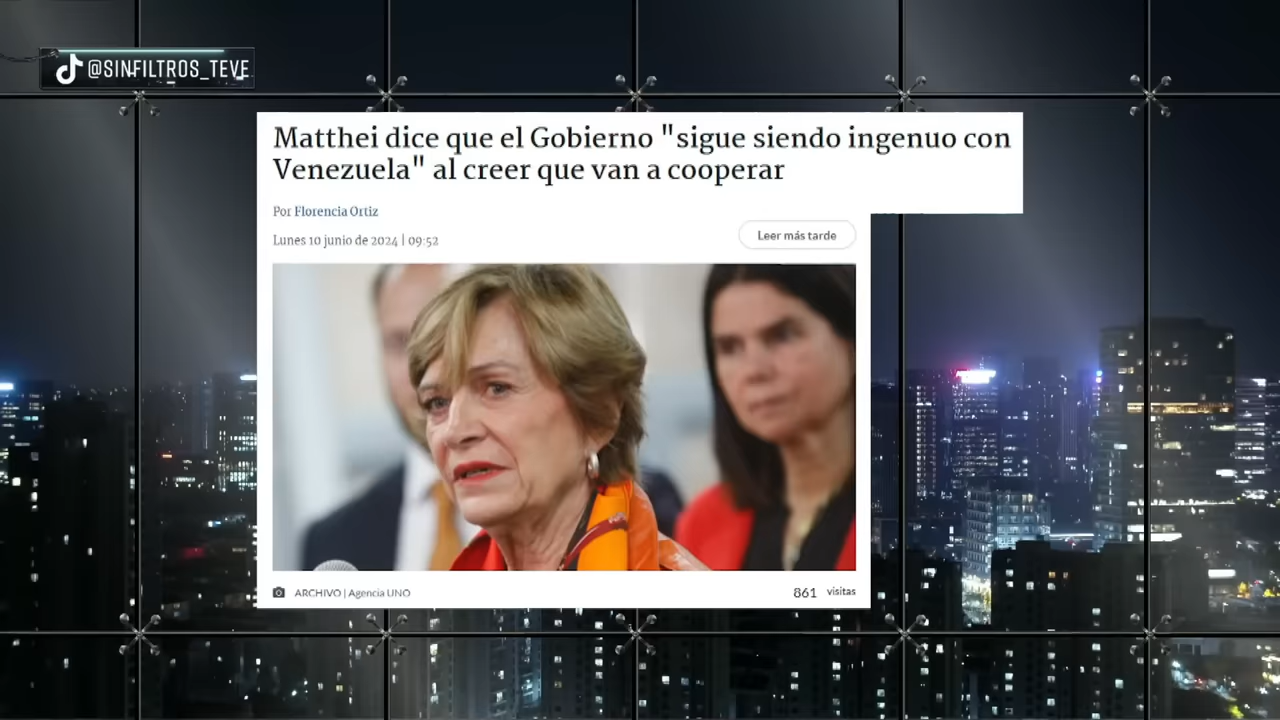 @SINFILTROS_TEVE
Matthei dice que el Gobierno "sigue siendo ingenuo con
Venezuela" al creer que van a cooperar
Por Florencia Ortiz
Lunes 10 junio de 2024 | 09:52
Leer más tarde
ARCHIVO | Agencia UNO
861 visitas